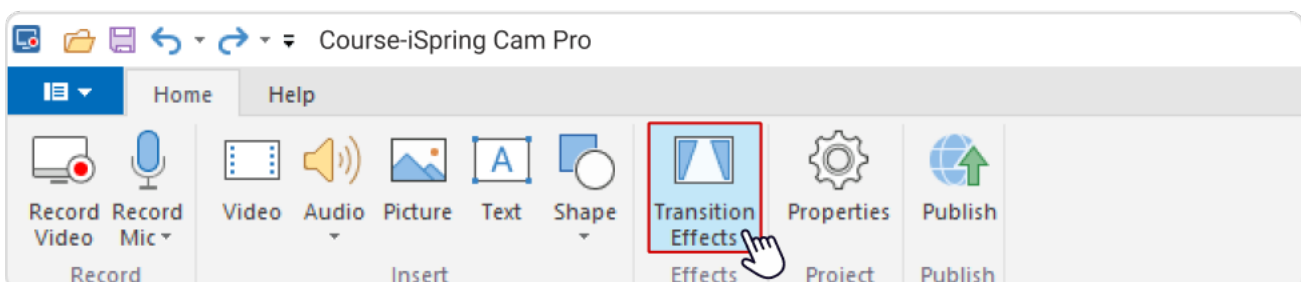 Course-iSpring Cam Pro
Home Help
Record Record Video Audio Picture Text Shape Transition Properties Publish
Video Mic Effects
Record Insert Effects Project Publish